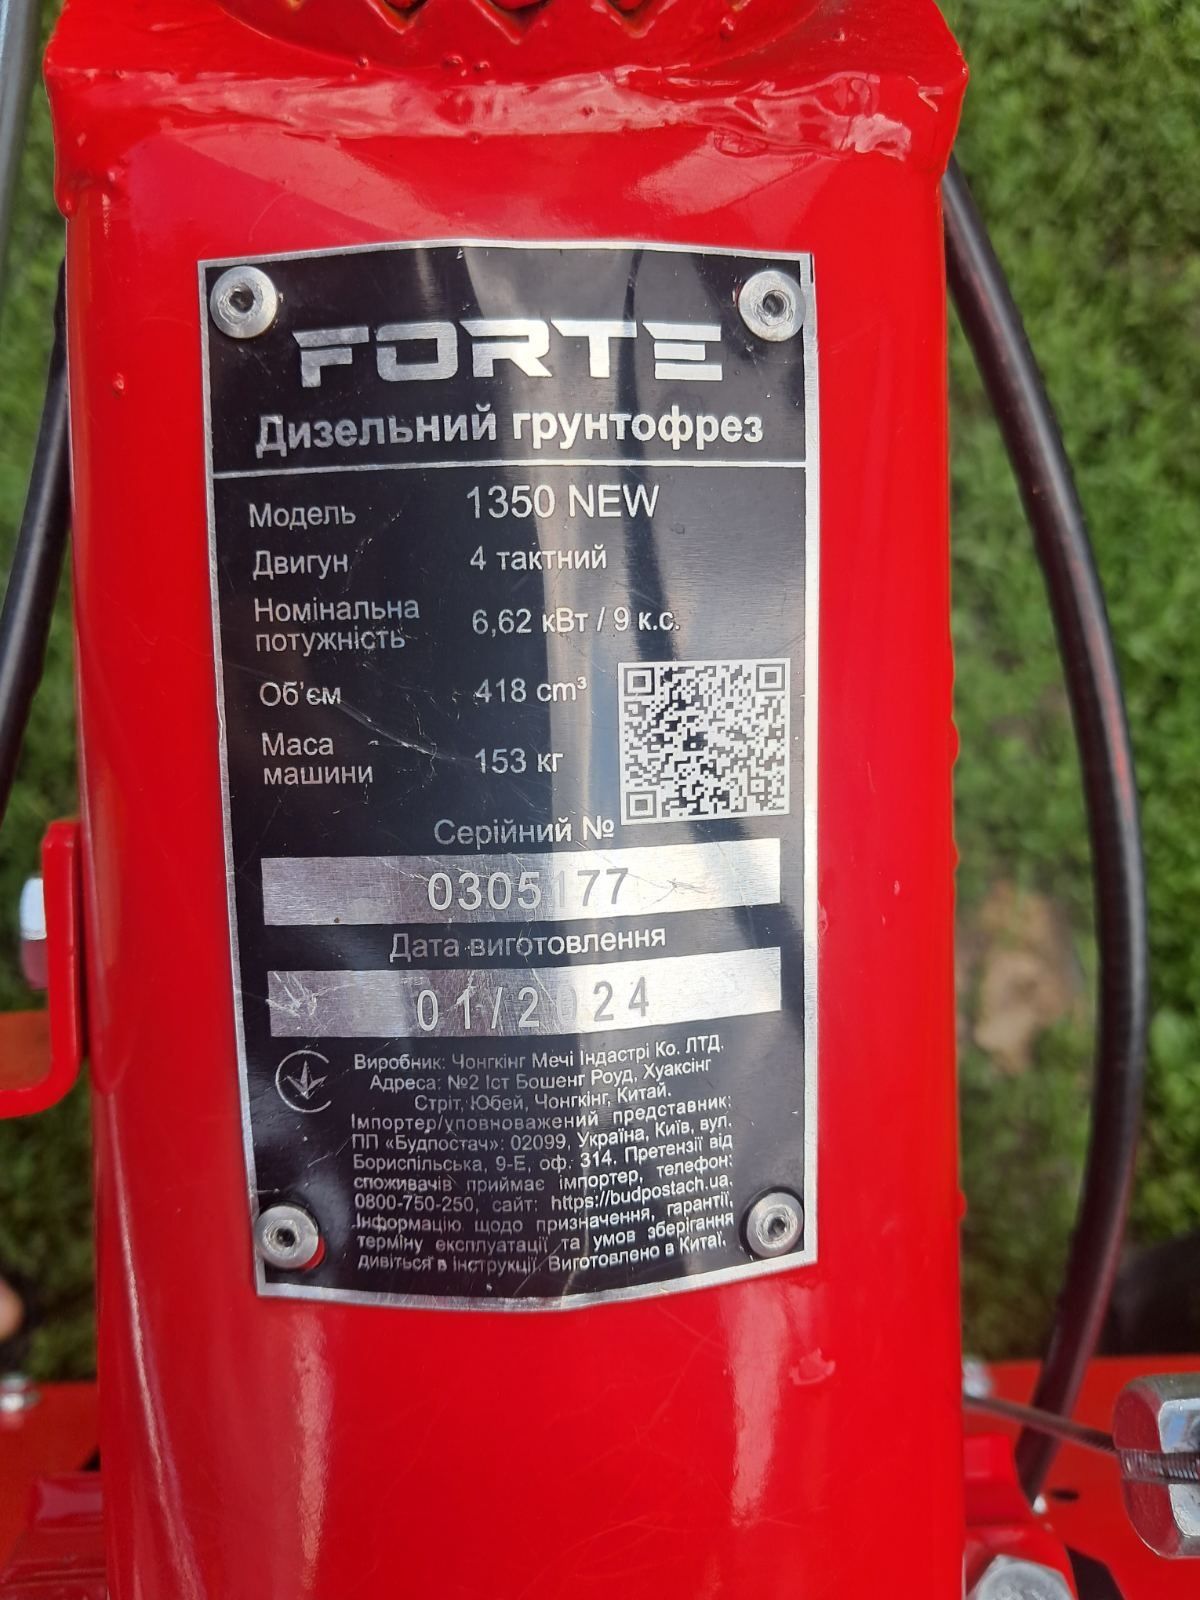 FORTE
Дизельний грунтофрез
Модель 1350 NEW
Двигун 4 тактний
Номінальна потужність 6,62 кВт / 9 к.с.
Об'єм 418 cm³
Маса машини 153 кг
Серійний №
0305177
Дата виготовлення
01/2024
Виробник: Чонгкінг Мечі Індастрі Ко. ЛТД.
Адреса: №2 Іст Бошенг Роуд, Хуаксінг
Стріт, Юбей, Чонгкінг, Китай.
Імпортер/уповноважений представник:
ПП «Будпостач»: 02099, Україна, Київ, вул.
Бориспільська, 9-Е, оф. 314. Претензії від
споживачів приймає імпортер, телефон:
0800-750-250, сайт: https://budpostach.ua.
Інформацію щодо призначення, гарантії,
терміну експлуатації та умов зберігання
дивіться в інструкції. Виготовлено в Китаї.